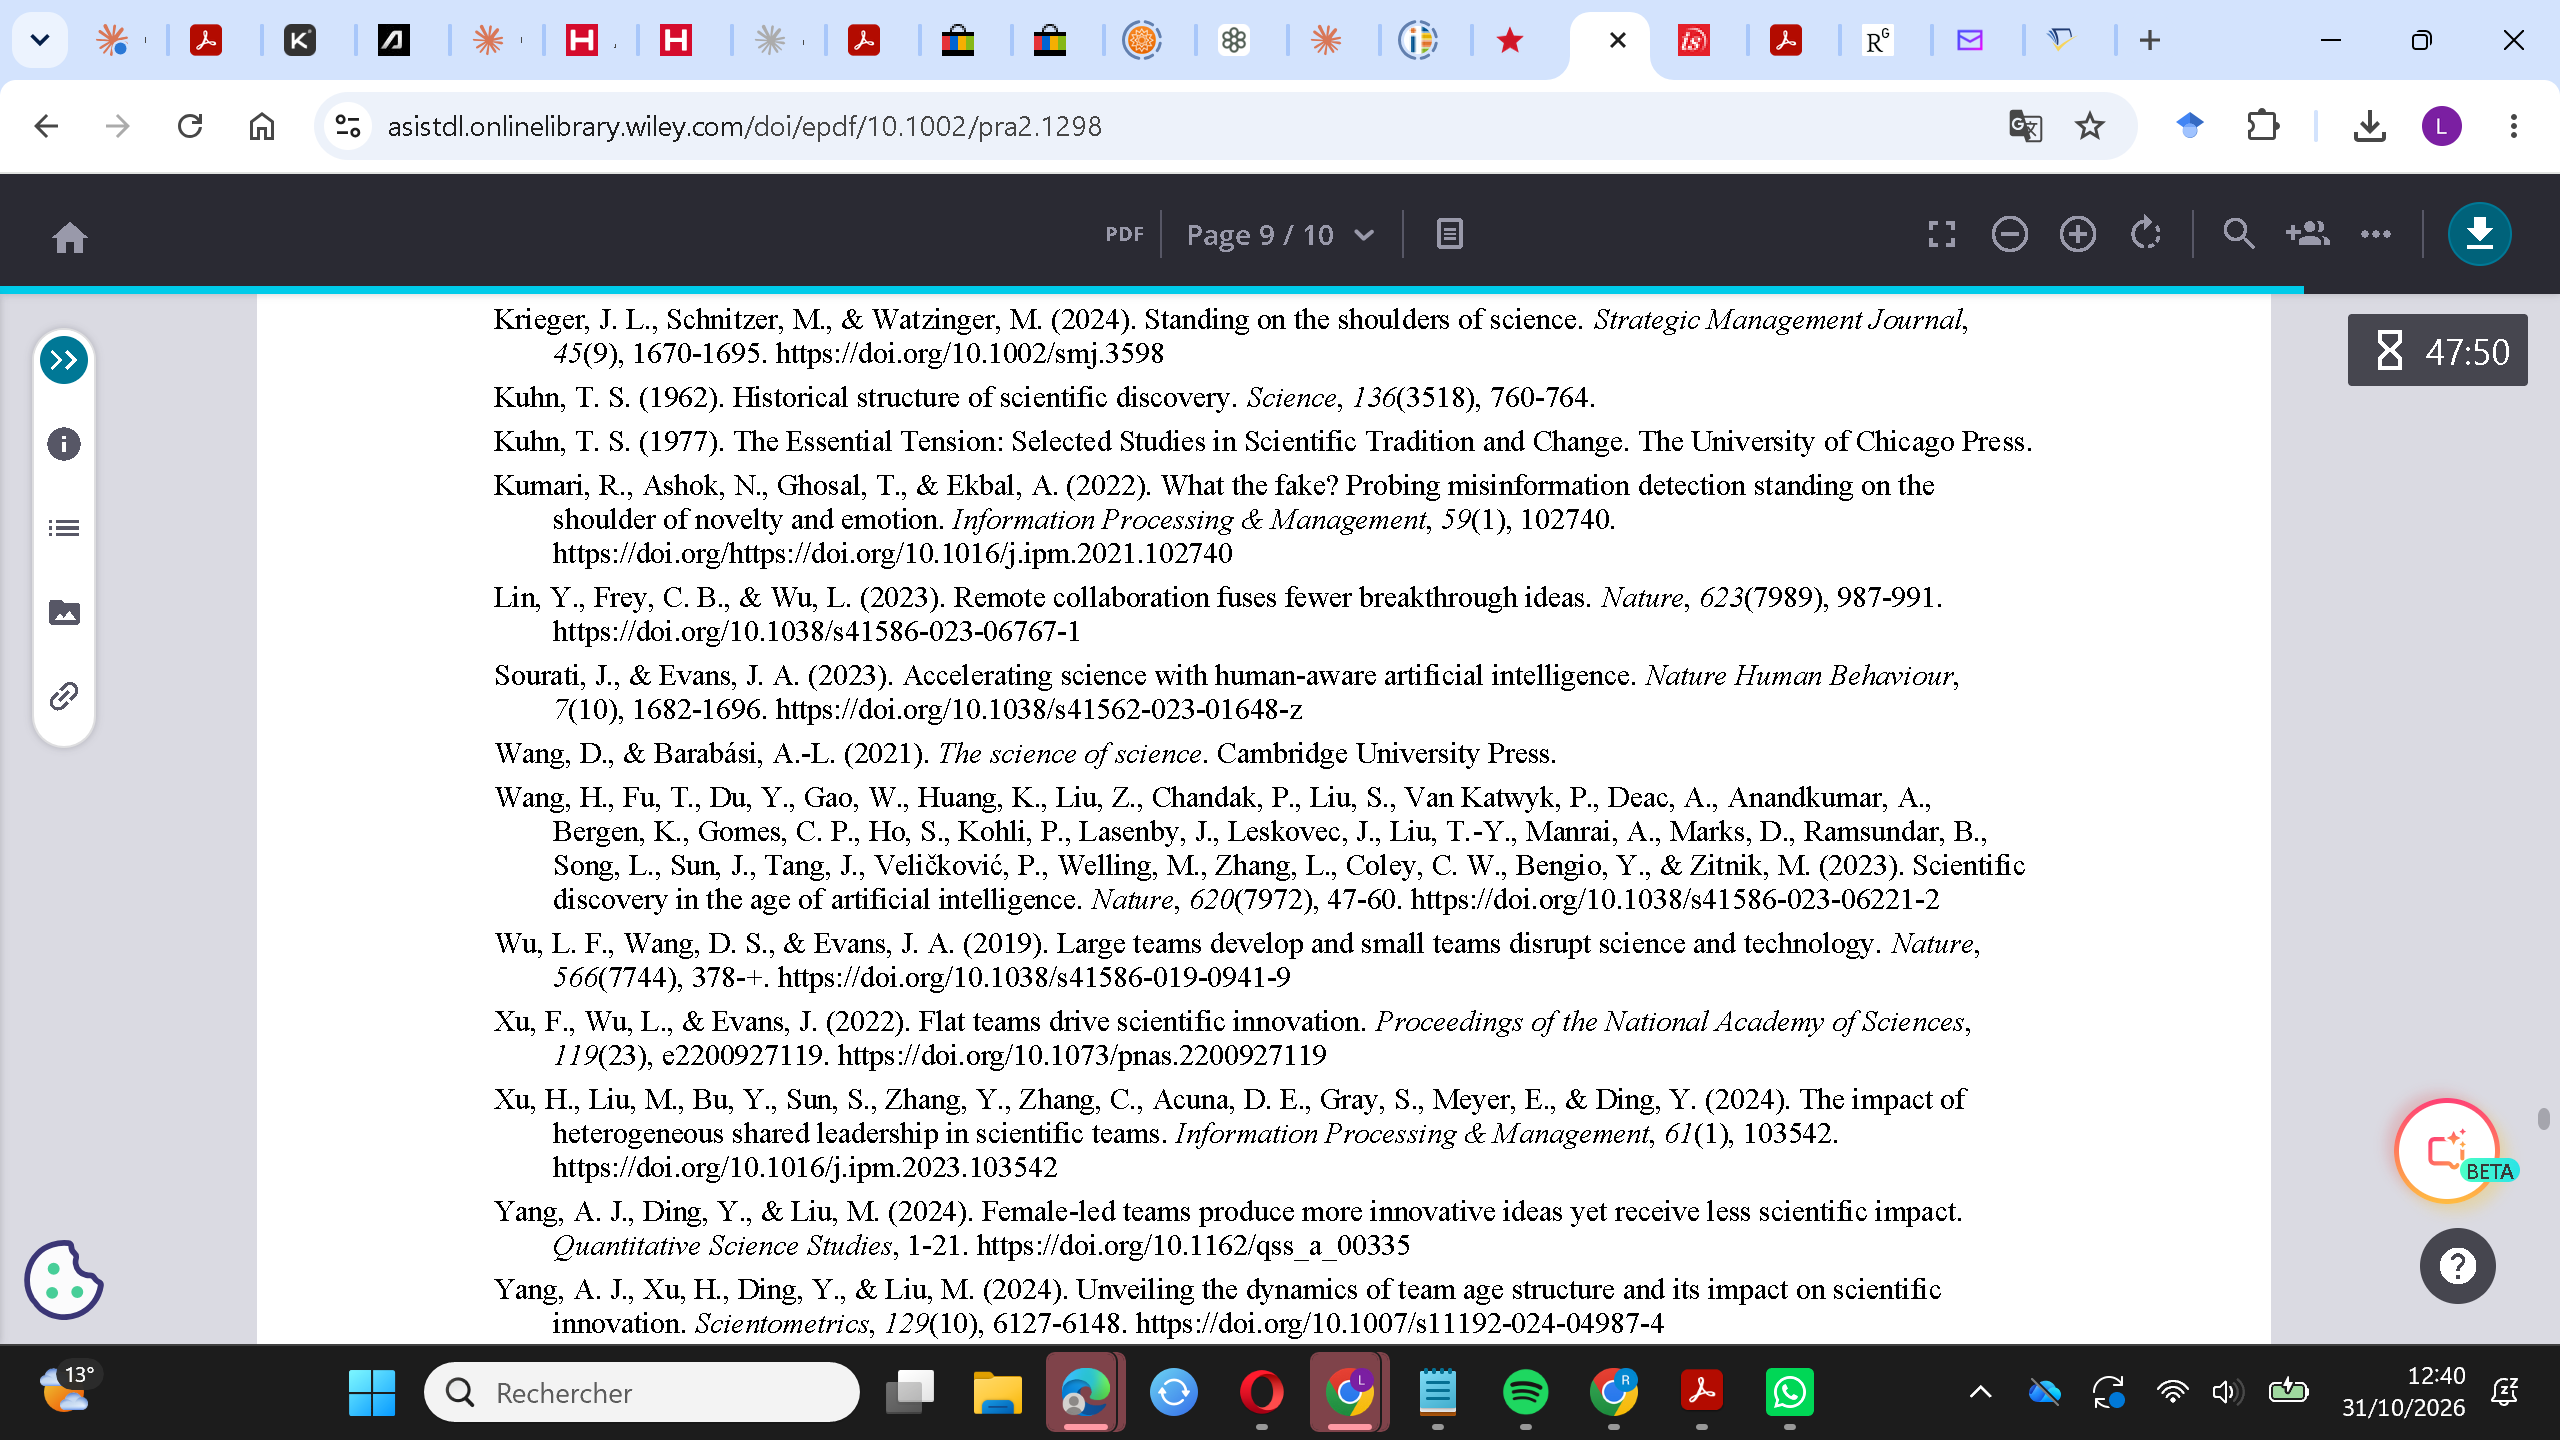 asistdl.onlinelibrary.wiley.com/doi/epdf/10.1002/pra2.1298
L
PDF
Page 9 / 10
47:50
Krieger, J. L., Schnitzer, M., & Watzinger, M. (2024). Standing on the shoulders of science. Strategic Management Journal,
45(9), 1670-1695. https://doi.org/10.1002/smj.3598
Kuhn, T. S. (1962). Historical structure of scientific discovery. Science, 136(3518), 760-764.
Kuhn, T. S. (1977). The Essential Tension: Selected Studies in Scientific Tradition and Change. The University of Chicago Press.
Kumari, R., Ashok, N., Ghosal, T., & Ekbal, A. (2022). What the fake? Probing misinformation detection standing on the
shoulder of novelty and emotion. Information Processing & Management, 59(1), 102740.
https://doi.org/https://doi.org/10.1016/j.ipm.2021.102740
Lin, Y., Frey, C. B., & Wu, L. (2023). Remote collaboration fuses fewer breakthrough ideas. Nature, 623(7989), 987-991.
https://doi.org/10.1038/s41586-023-06767-1
Sourati, J., & Evans, J. A. (2023). Accelerating science with human-aware artificial intelligence. Nature Human Behaviour,
7(10), 1682-1696. https://doi.org/10.1038/s41562-023-01648-z
Wang, D., & Barabási, A.-L. (2021). The science of science. Cambridge University Press.
Wang, H., Fu, T., Du, Y., Gao, W., Huang, K., Liu, Z., Chandak, P., Liu, S., Van Katwyk, P., Deac, A., Anandkumar, A.,
Bergen, K., Gomes, C. P., Ho, S., Kohli, P., Lasenby, J., Leskovec, J., Liu, T.-Y., Manrai, A., Marks, D., Ramsundar, B.,
Song, L., Sun, J., Tang, J., Veličković, P., Welling, M., Zhang, L., Coley, C. W., Bengio, Y., & Zitnik, M. (2023). Scientific
discovery in the age of artificial intelligence. Nature, 620(7972), 47-60. https://doi.org/10.1038/s41586-023-06221-2
Wu, L. F., Wang, D. S., & Evans, J. A. (2019). Large teams develop and small teams disrupt science and technology. Nature,
566(7744), 378-+. https://doi.org/10.1038/s41586-019-0941-9
Xu, F., Wu, L., & Evans, J. (2022). Flat teams drive scientific innovation. Proceedings of the National Academy of Sciences,
119(23), e2200927119. https://doi.org/10.1073/pnas.2200927119
Xu, H., Liu, M., Bu, Y., Sun, S., Zhang, Y., Zhang, C., Acuna, D. E., Gray, S., Meyer, E., & Ding, Y. (2024). The impact of
heterogeneous shared leadership in scientific teams. Information Processing & Management, 61(1), 103542.
https://doi.org/10.1016/j.ipm.2023.103542
BETA
Yang, A. J., Ding, Y., & Liu, M. (2024). Female-led teams produce more innovative ideas yet receive less scientific impact.
Quantitative Science Studies, 1-21. https://doi.org/10.1162/qss_a_00335
Yang, A. J., Xu, H., Ding, Y., & Liu, M. (2024). Unveiling the dynamics of team age structure and its impact on scientific
innovation. Scientometrics, 129(10), 6127-6148. https://doi.org/10.1007/s11192-024-04987-4
13°
Rechercher
12:40
31/10/2026